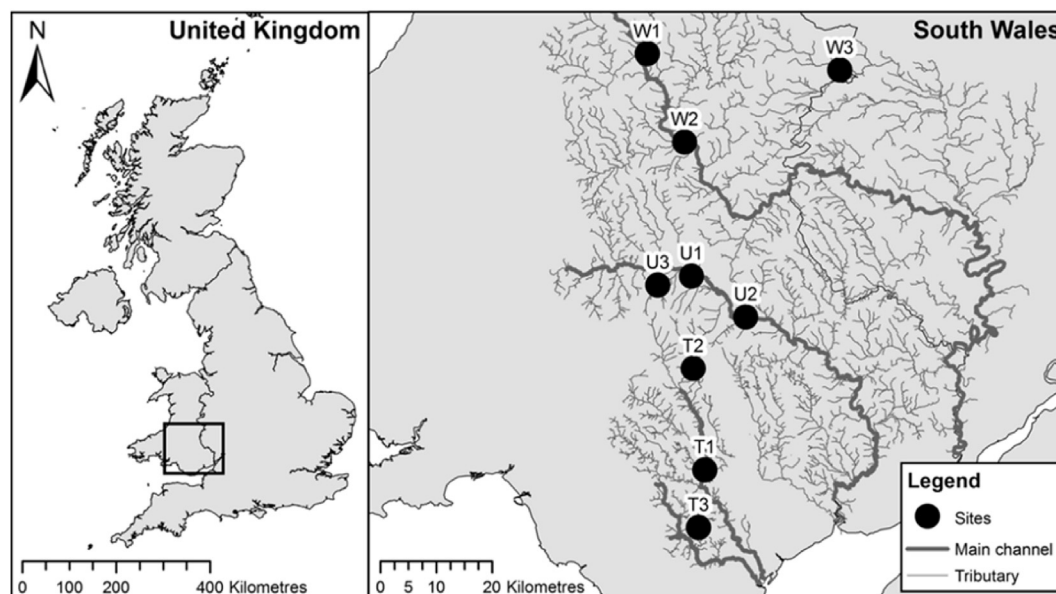 N
United Kingdom
0 100 200 400 Kilometres
South Wales
W1
W3
W2
U3
U1
U2
T2
T1
T3
0 5 10 20 Kilometres
Legend
Sites
Main channel
Tributary